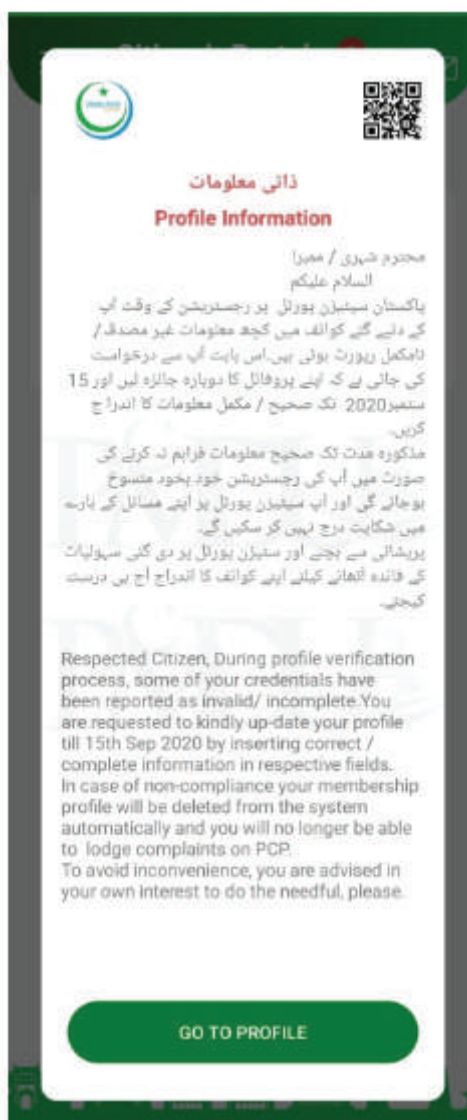 ذاتی معلومات
Profile Information
محترم شہری / ممبر!
السلام علیکم
پاکستان سیٹیزن پورٹل پر رجسٹریشن کے وقت آپ
کے دئیے گئے کوائف میں کچھ معلومات غیر مصدقہ /
نامکمل رپورٹ ہوئی ہیں۔اس بابت آپ سے درخواست
کی جاتی ہے کہ اپنے پروفائل کا دوبارہ جائزہ لیں اور 15
ستمبر2020 تک صحیح / مکمل معلومات کا اندراج
کریں۔
مذکورہ مدت تک صحیح معلومات فراہم نہ کرنے کی
صورت میں آپ کی رجسٹریشن خود بخود منسوخ
ہوجائے گی اور آپ سیٹیزن پورٹل پر اپنے مسائل کے بارے
میں شکایت درج نہیں کر سکیں گے۔
پریشانی سے بچنے اور سٹیزن پورٹل پر دی گئی سہولیات
کے فائدہ اٹھانے کیلئے اپنے کوائف کا اندراج آج ہی درست
کیجئے۔
Respected Citizen, During profile verification
process, some of your credentials have
been reported as invalid/ incomplete.You
are requested to kindly up-date your profile
till 15th Sep 2020 by inserting correct /
complete information in respective fields.
In case of non-compliance your membership
profile will be deleted from the system
automatically and you will no longer be able
to lodge complaints on PCP.
To avoid inconvenience, you are advised in
your own interest to do the needful, please.
GO TO PROFILE